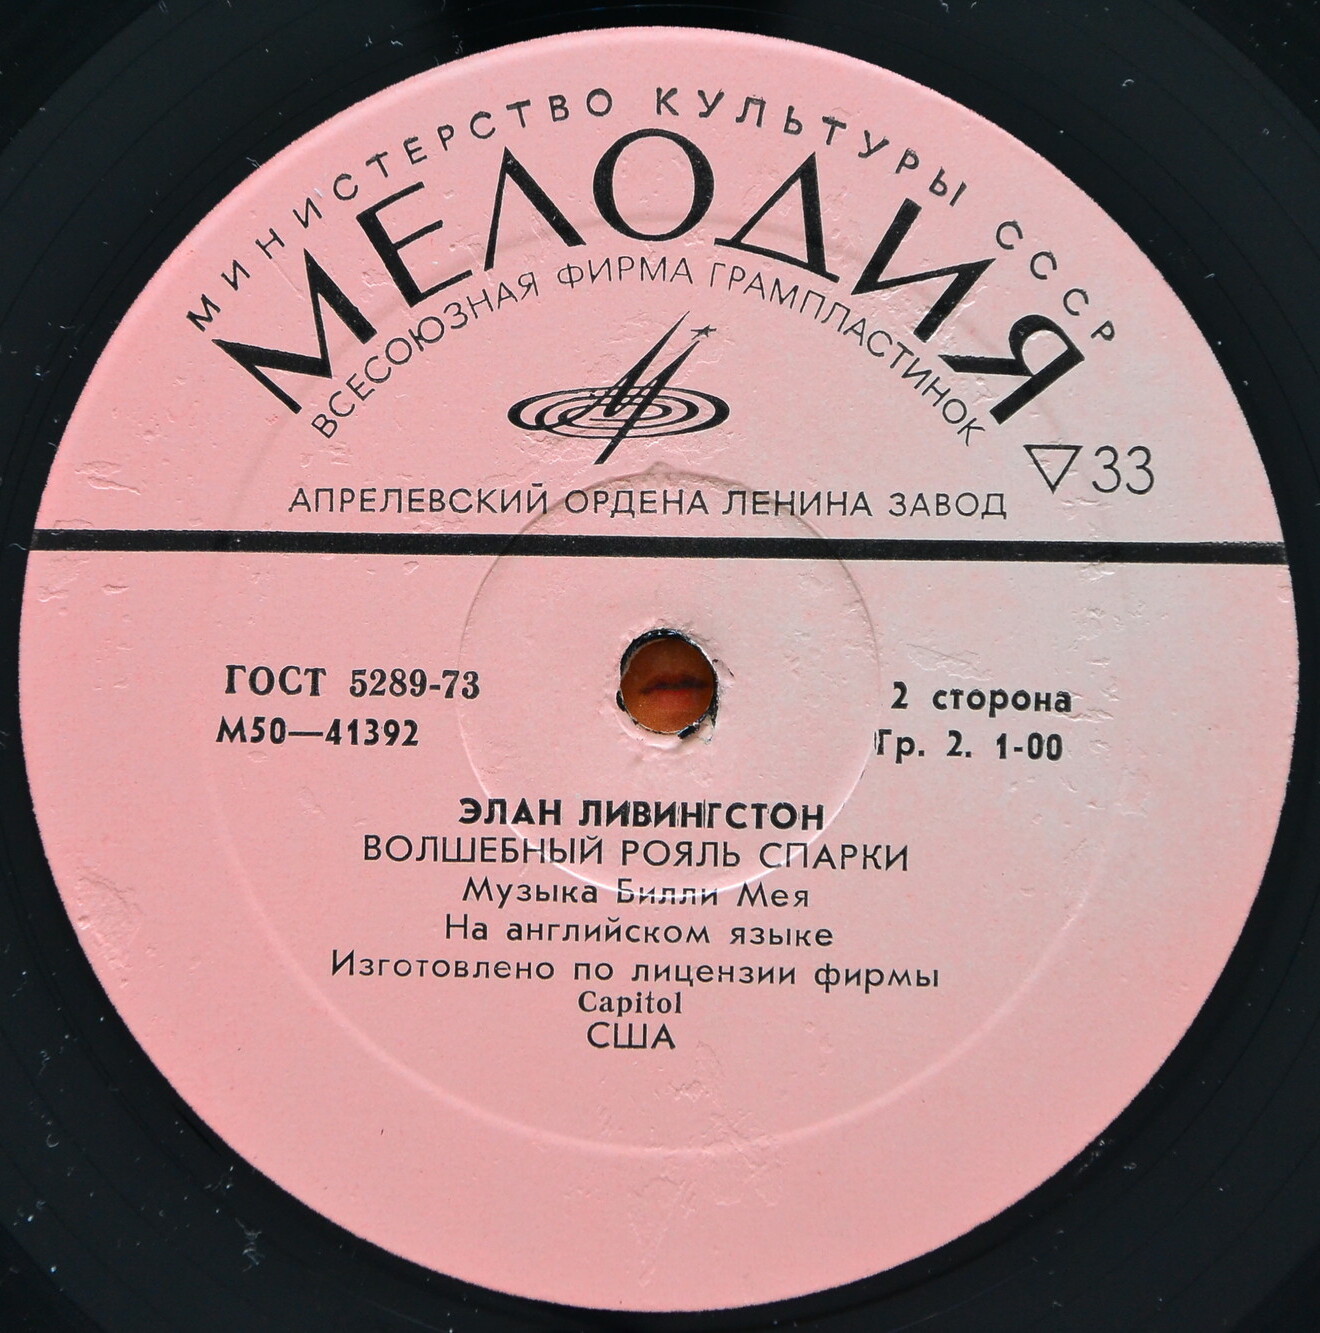 МИНИСТЕРСТВО КУЛЬТУРЫ СССР
МЕЛОДИЯ
ВСЕСОЮЗНАЯ ФИРМА ГРАМПЛАСТИНОК
33
АПРЕЛЕВСКИЙ ОРДЕНА ЛЕНИНА ЗАВОД
ГОСТ 5289-73
М50—41392
2 сторона
Гр. 2. 1-00
ЭЛАН ЛИВИНГСТОН
ВОЛШЕБНЫЙ РОЯЛЬ СПАРКИ
Музыка Билли Мея
На английском языке
Изготовлено по лицензии фирмы
Capitol
США